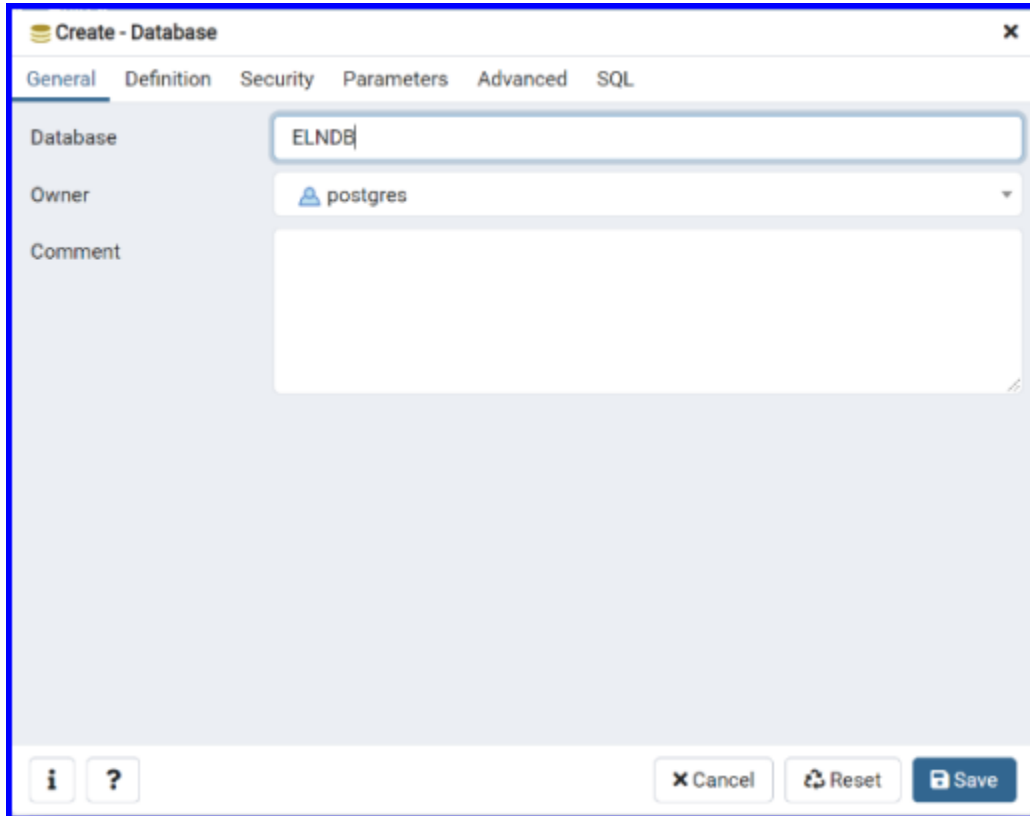 Create - Database
General Definition Security Parameters Advanced SQL
Database ELNDB
Owner postgres
Comment
i ? Cancel Reset Save